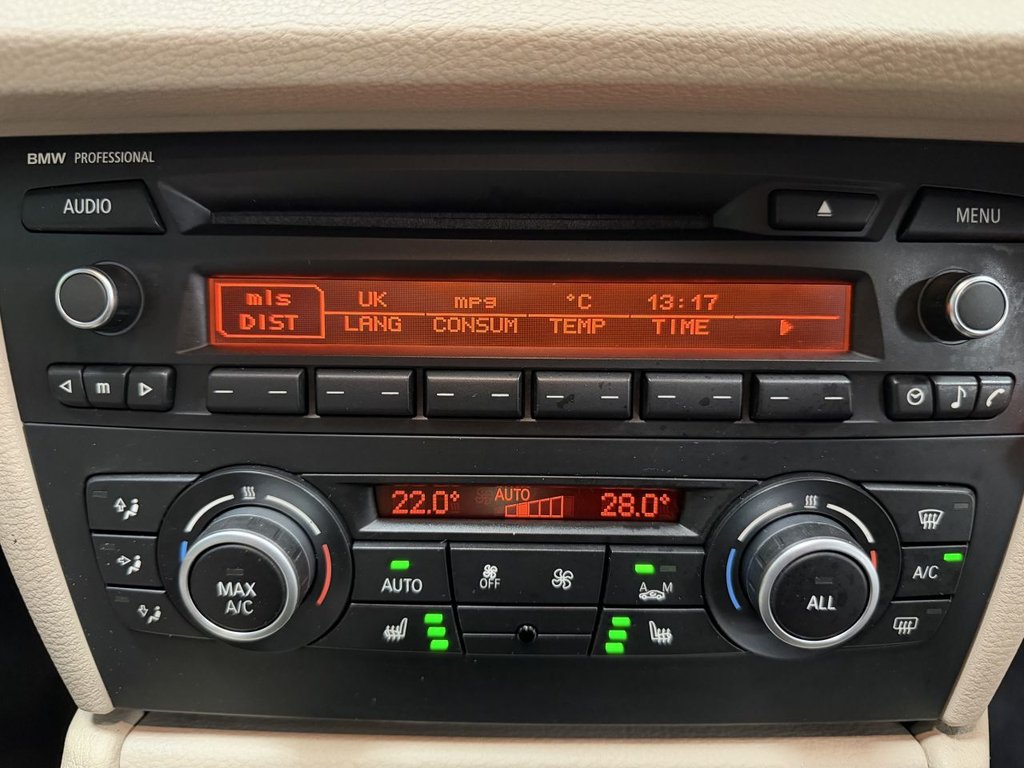 BMW PROFESSIONAL
AUDIO
MENU
mls UK mpg °C 13:17
DIST LANG CONSUM TEMP TIME
m
22.0° AUTO 28.0°
MAX
A/C
AUTO
OFF
A M
ALL
A/C